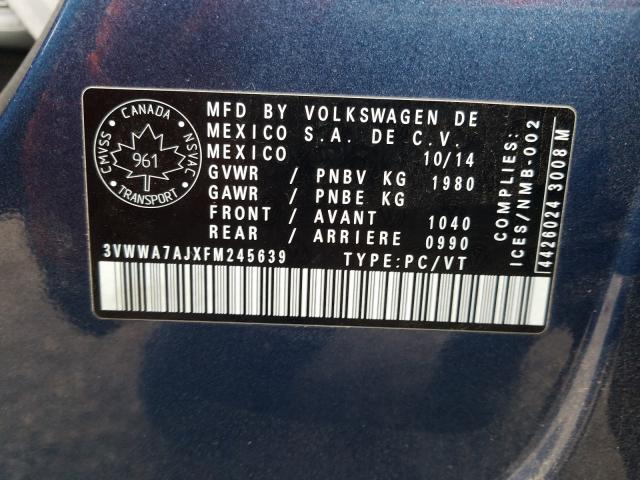 CANADA
CMVSS
NSVAC
961
TRANSPORT
MFD BY VOLKSWAGEN DE
MEXICO S.A. DE C.V.
MEXICO 10/14
GVWR / PNBV KG 1980
GAWR / PNBE KG
FRONT / AVANT 1040
REAR / ARRIERE 0990
3VWWA7AJXFM245639 TYPE:PC/VT
COMPLIES:
ICES/NMB-002
4426024 3008 M